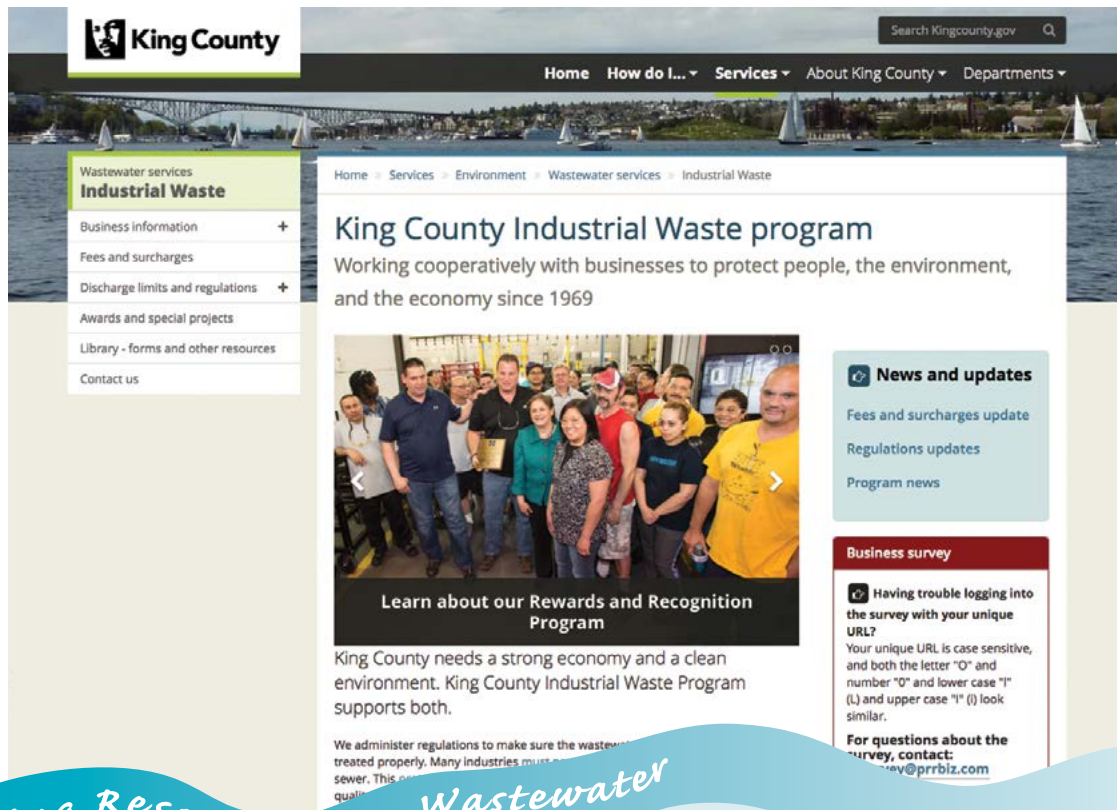 King County
Search Kingcounty.gov
Home How do I... Services About King County Departments
Wastewater services
Industrial Waste
Business information +
Fees and surcharges
Discharge limits and regulations +
Awards and special projects
Library - forms and other resources
Contact us
Home » Services » Environment » Wastewater services » Industrial Waste
King County Industrial Waste program
Working cooperatively with businesses to protect people, the environment,
and the economy since 1969
Learn about our Rewards and Recognition
Program
King County needs a strong economy and a clean
environment. King County Industrial Waste Program
supports both.
We administer regulations to make sure the
treated properly. Many industries must
sewer. This
News and updates
Fees and surcharges update
Regulations updates
Program news
Business survey
Having trouble logging into
the survey with your unique
URL?
Your unique URL is case sensitive,
and both the letter "O" and
number "0" and lower case "l"
(L) and upper case "I" (i) look
similar.
For questions about the
survey, contact:
@prrbiz.com
Wastewater